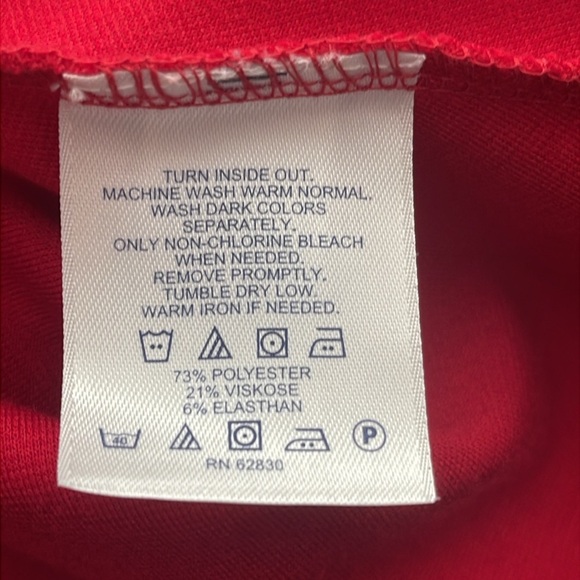 TURN INSIDE OUT.
MACHINE WASH WARM NORMAL.
WASH DARK COLORS
SEPARATELY.
ONLY NON-CHLORINE BLEACH
WHEN NEEDED.
REMOVE PROMPTLY.
TUMBLE DRY LOW.
WARM IRON IF NEEDED.
73% POLYESTER
21% VISKOSE
6% ELASTHAN
40 P
RN 62830